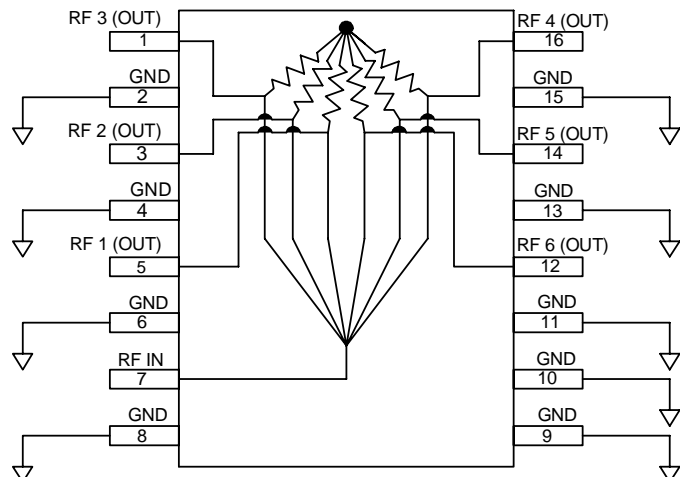 RF 3 (OUT)
1
GND
2
RF 2 (OUT)
3
GND
4
RF 1 (OUT)
5
GND
6
RF IN
7
GND
8
RF 4 (OUT)
16
GND
15
RF 5 (OUT)
14
GND
13
RF 6 (OUT)
12
GND
11
GND
10
GND
9